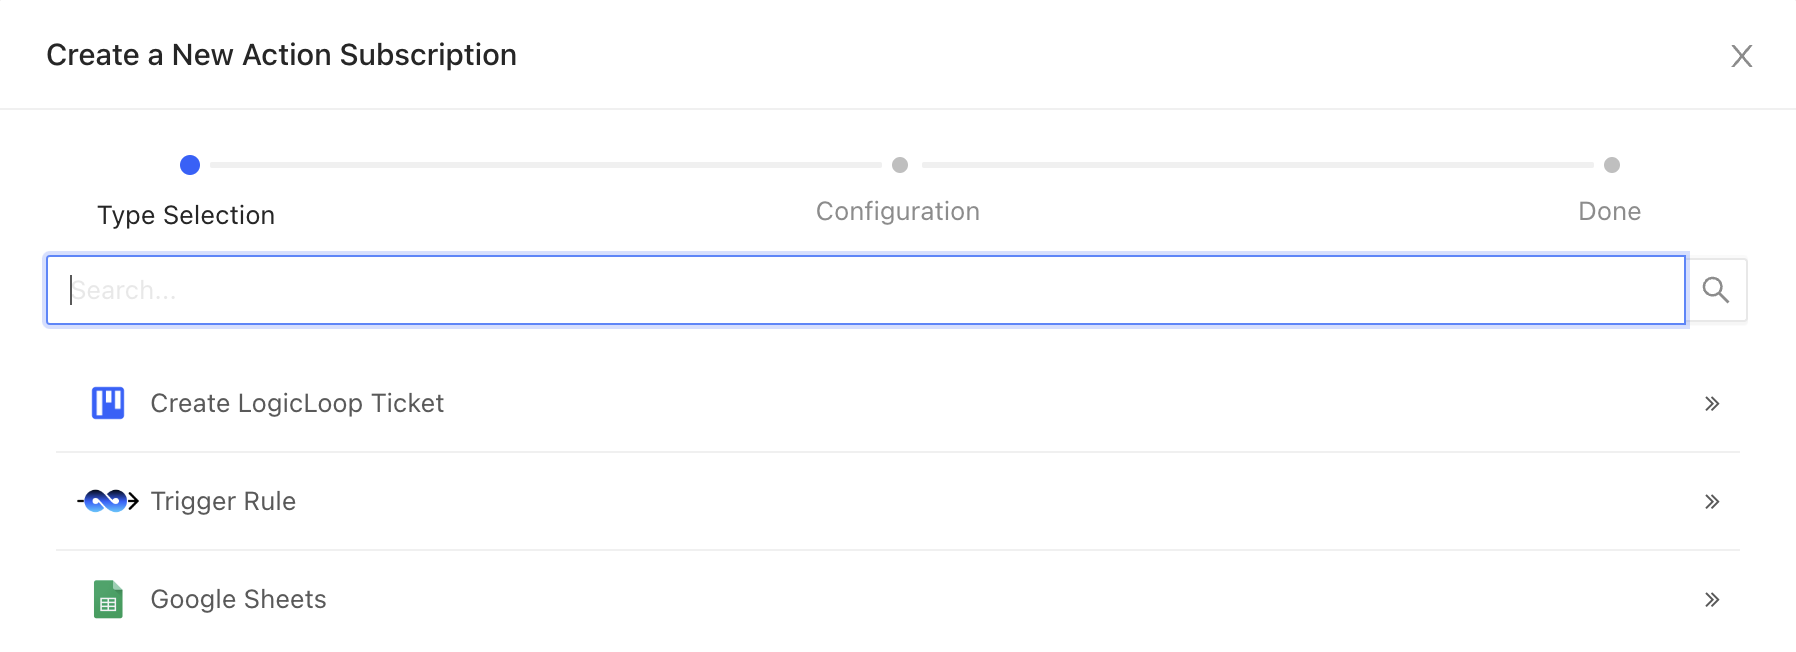 Create a New Action Subscription
Type Selection
Configuration
Done
Search...
Create LogicLoop Ticket
Trigger Rule
Google Sheets